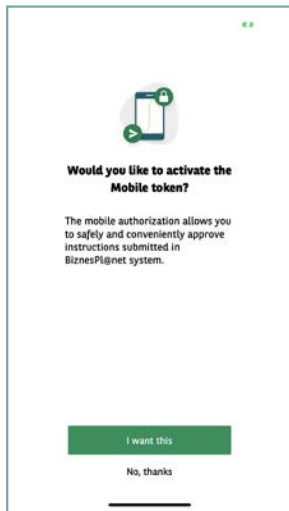 Would you like to activate the
Mobile token?
The mobile authorization allows you
to safely and conveniently approve
instructions submitted in
BiznesPl@net system.
I want this
No, thanks